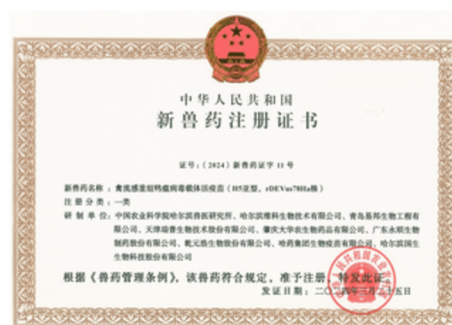 中华人民共和国
新兽药注册证书
证号：（2024）新兽药证字 11 号
新兽药名称：禽流感重组鸭瘟病毒载体活疫苗（H5亚型，rDEVus78Ha株）
注册分类：一类
研制单位：中国农业科学院哈尔滨兽医研究所、哈尔滨维科生物技术有限公司、青岛易邦生物工程有
限公司、天津瑞普生物技术股份有限公司、肇庆大华农生物药品有限公司、广东永顺生物
制药股份有限公司、乾元浩生物股份有限公司、哈药集团生物疫苗有限公司、哈尔滨国生
生物科技股份有限公司
根据《兽药管理条例》，该兽药符合规定，准予注册，特发此证。
发证日期：二〇二四年三月二十五日